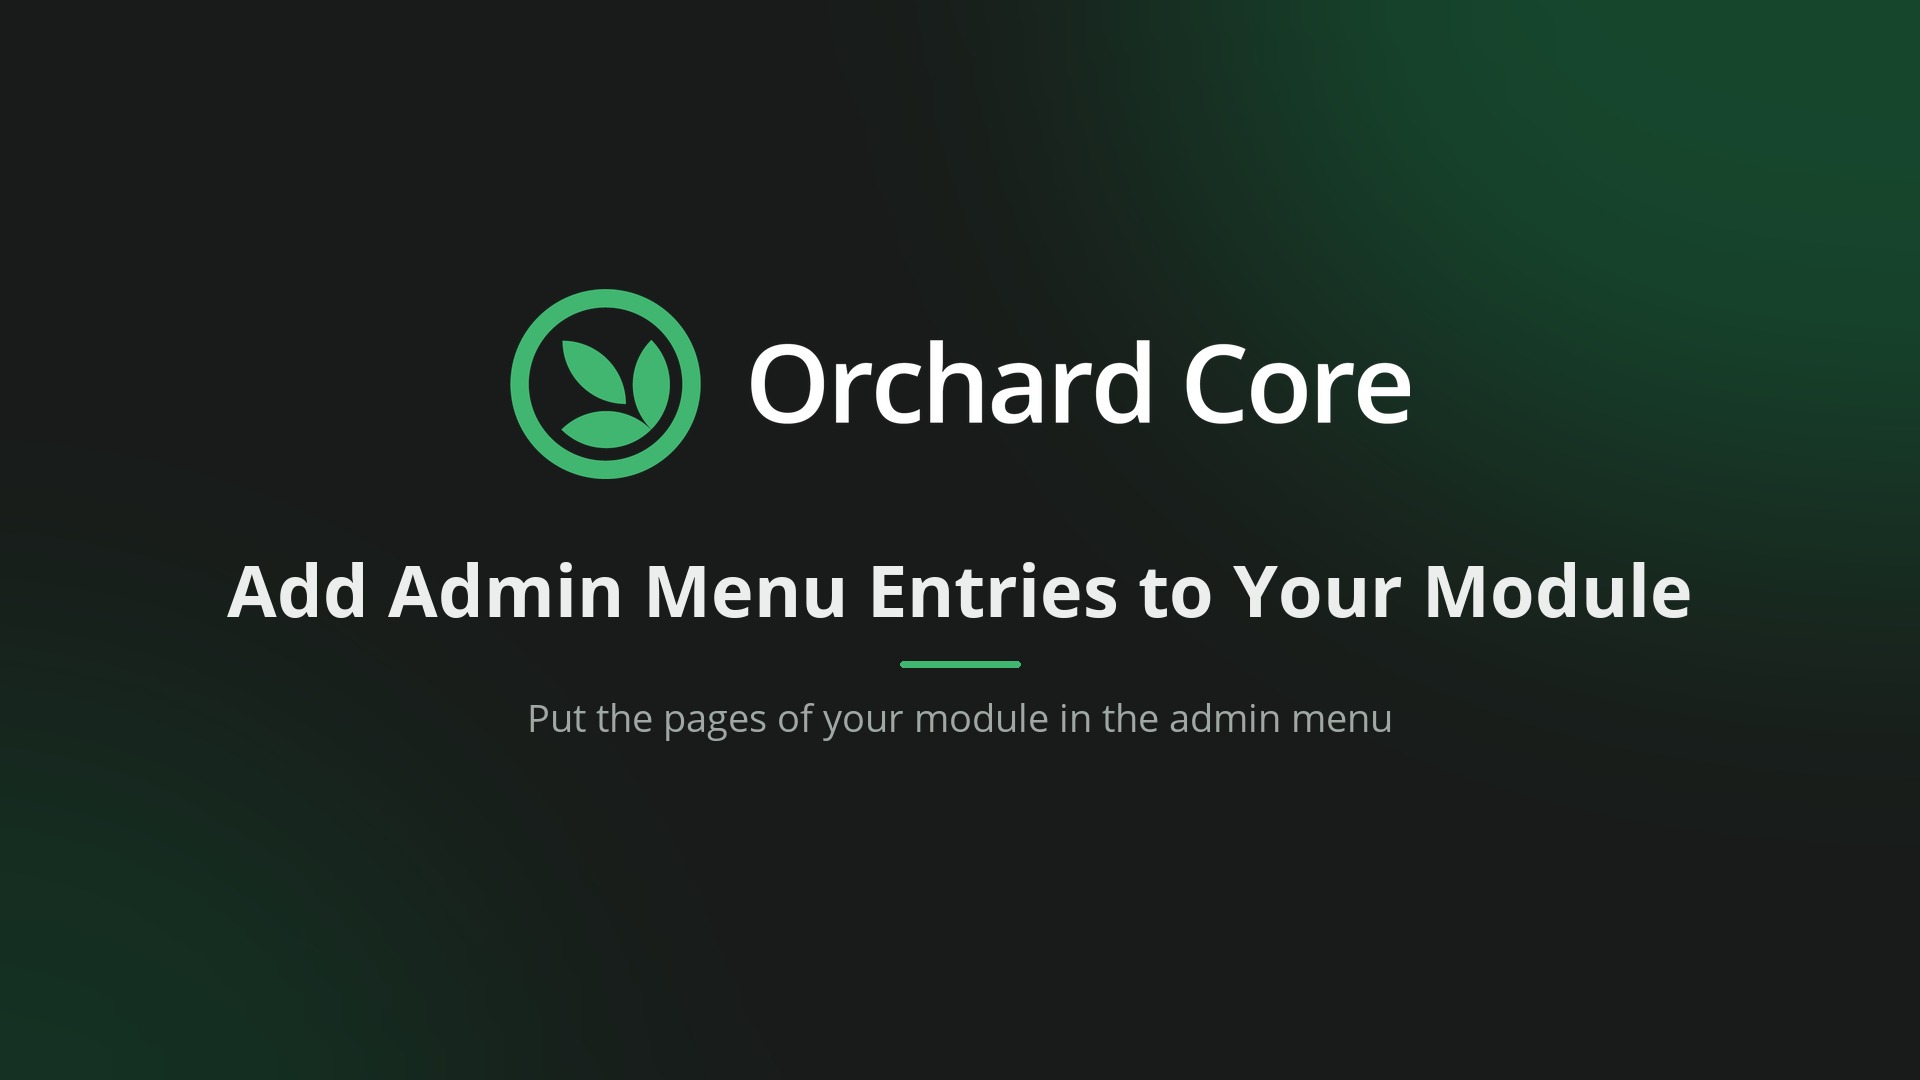 Orchard Core
Add Admin Menu Entries to Your Module
Put the pages of your module in the admin menu